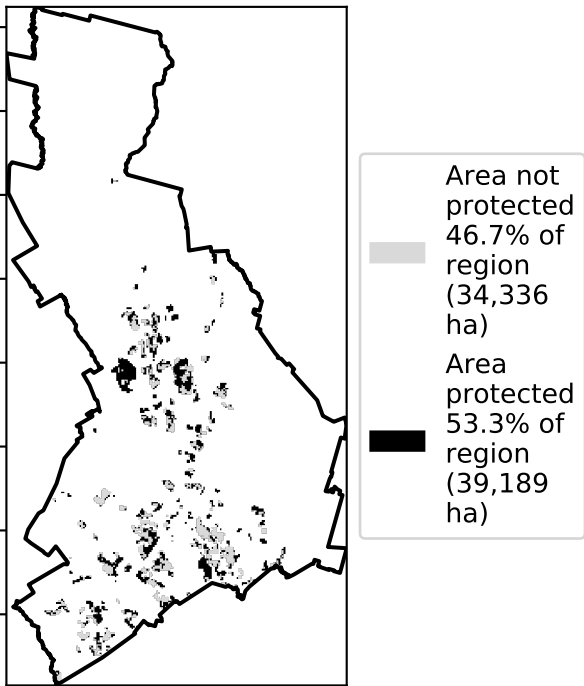 Area not
protected
46.7% of
region
(34,336
ha)
Area
protected
53.3% of
region
(39,189
ha)